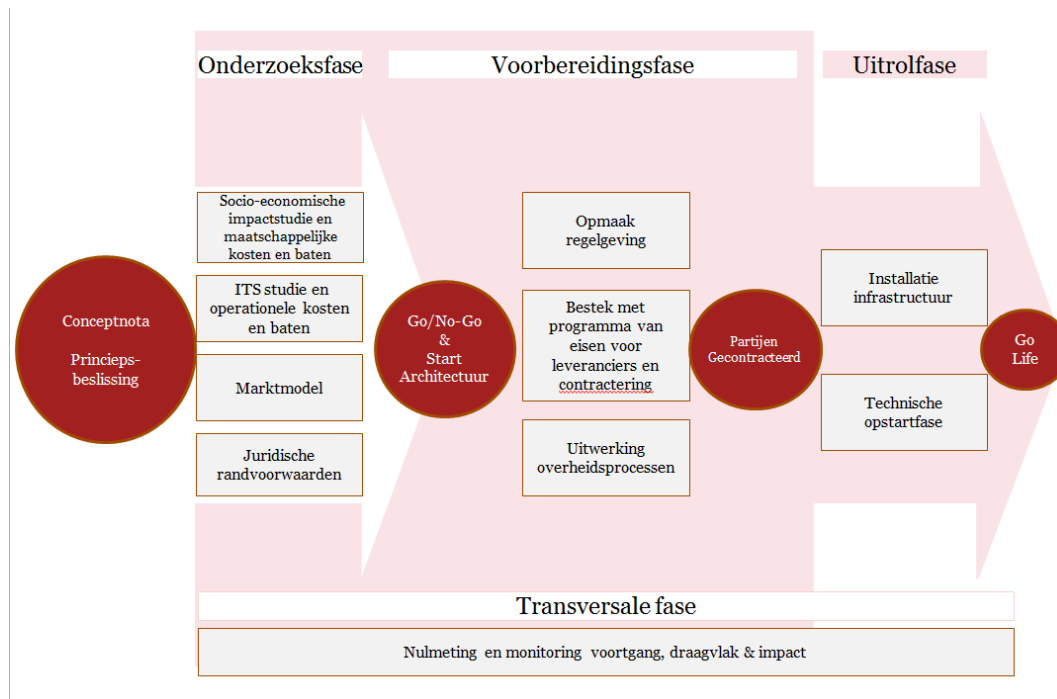 Onderzoeksfase
Voorbereidingsfase
Uitrolfase
Conceptnota
Princieps-
beslissing
Socio-economische
impactstudie en
maatschappelijke
kosten en baten
ITS studie en
operationele kosten
en baten
Marktmodel
Juridische
randvoorwaarden
Go/No-Go
&
Start
Architectuur
Opmaak
regelgeving
Bestek met
programma van
eisen voor
leveranciers en
contractering
Uitwerking
overheidsprocessen
Partijen
Gecontracteerd
Installatie
infrastructuur
Technische
opstartfase
Go
Life
Transversale fase
Nulmeting en monitoring voortgang, draagvlak & impact